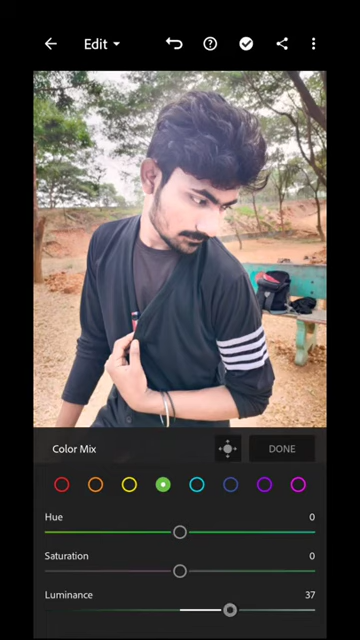 Edit
Color Mix DONE
Hue 0
Saturation 0
Luminance 37